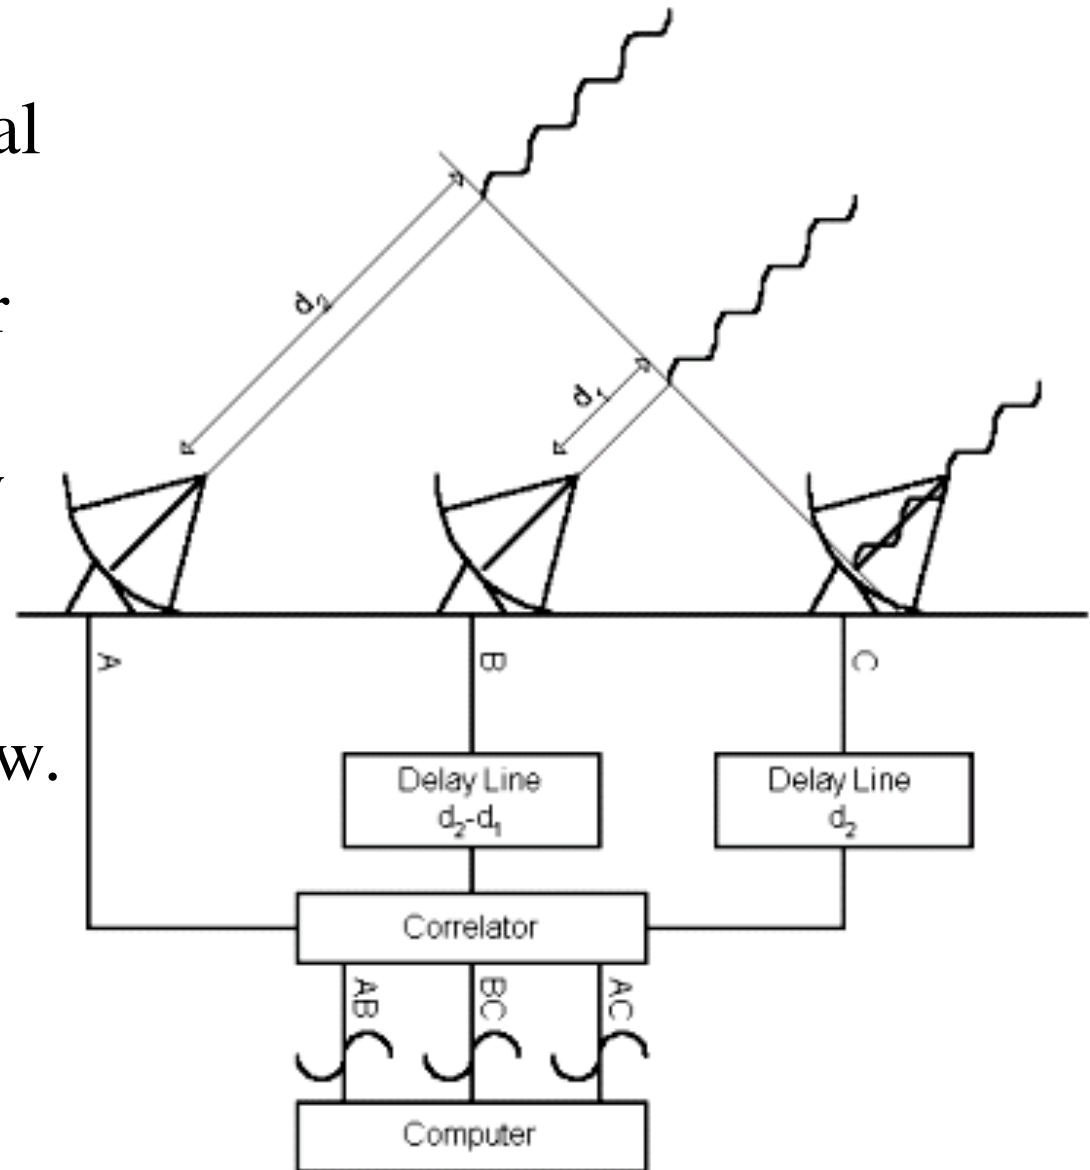 al
r
y
w.
d₂
d₁
A
B
C
Delay Line
d₂-d₁
Delay Line
d₂
Correlator
AB
BC
AC
Computer